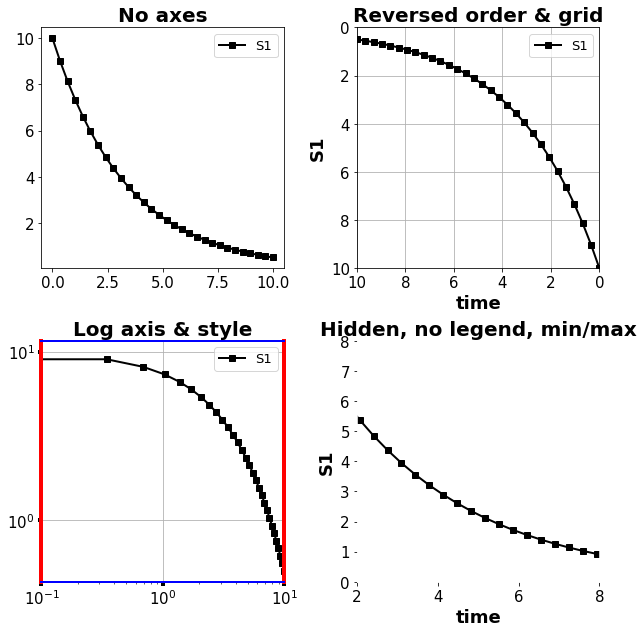 No axes
S1
10
8
6
4
2
0.0 2.5 5.0 7.5 10.0
Reversed order & grid
S1
0
2
4
6
8
10
S1
10 8 6 4 2 0
time
Log axis & style
S1
10¹
10⁰
10⁻¹ 10⁰ 10¹
Hidden, no legend, min/max
8
7
6
5
4
3
2
1
0
S1
2 4 6 8
time